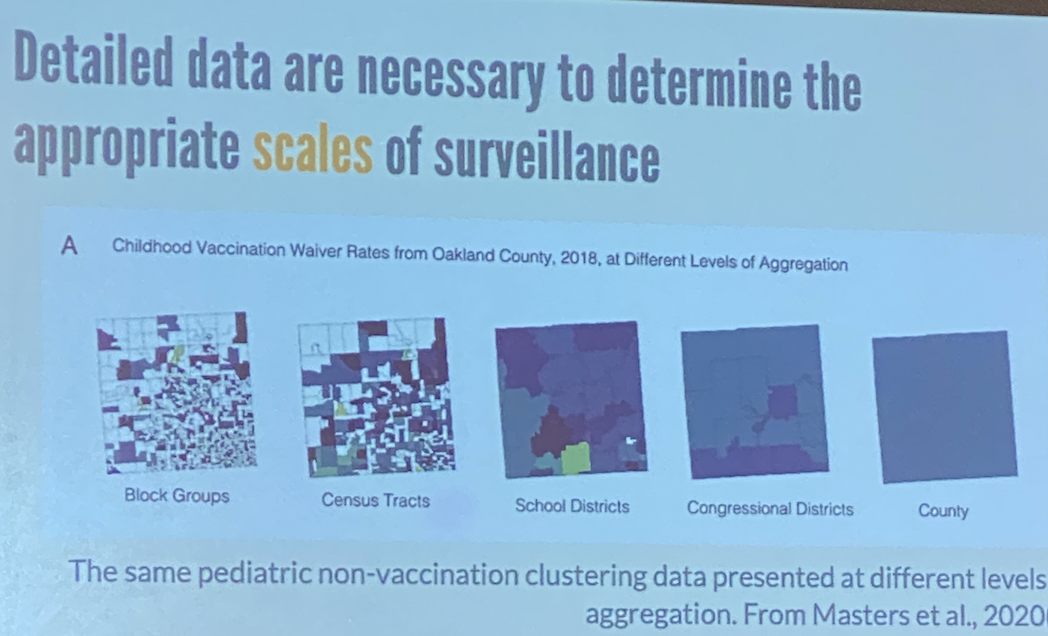 Detailed data are necessary to determine the
appropriate scales of surveillance
A Childhood Vaccination Waiver Rates from Oakland County, 2018, at Different Levels of Aggregation
Block Groups Census Tracts School Districts Congressional Districts County
The same pediatric non-vaccination clustering data presented at different levels
aggregation. From Masters et al., 2020